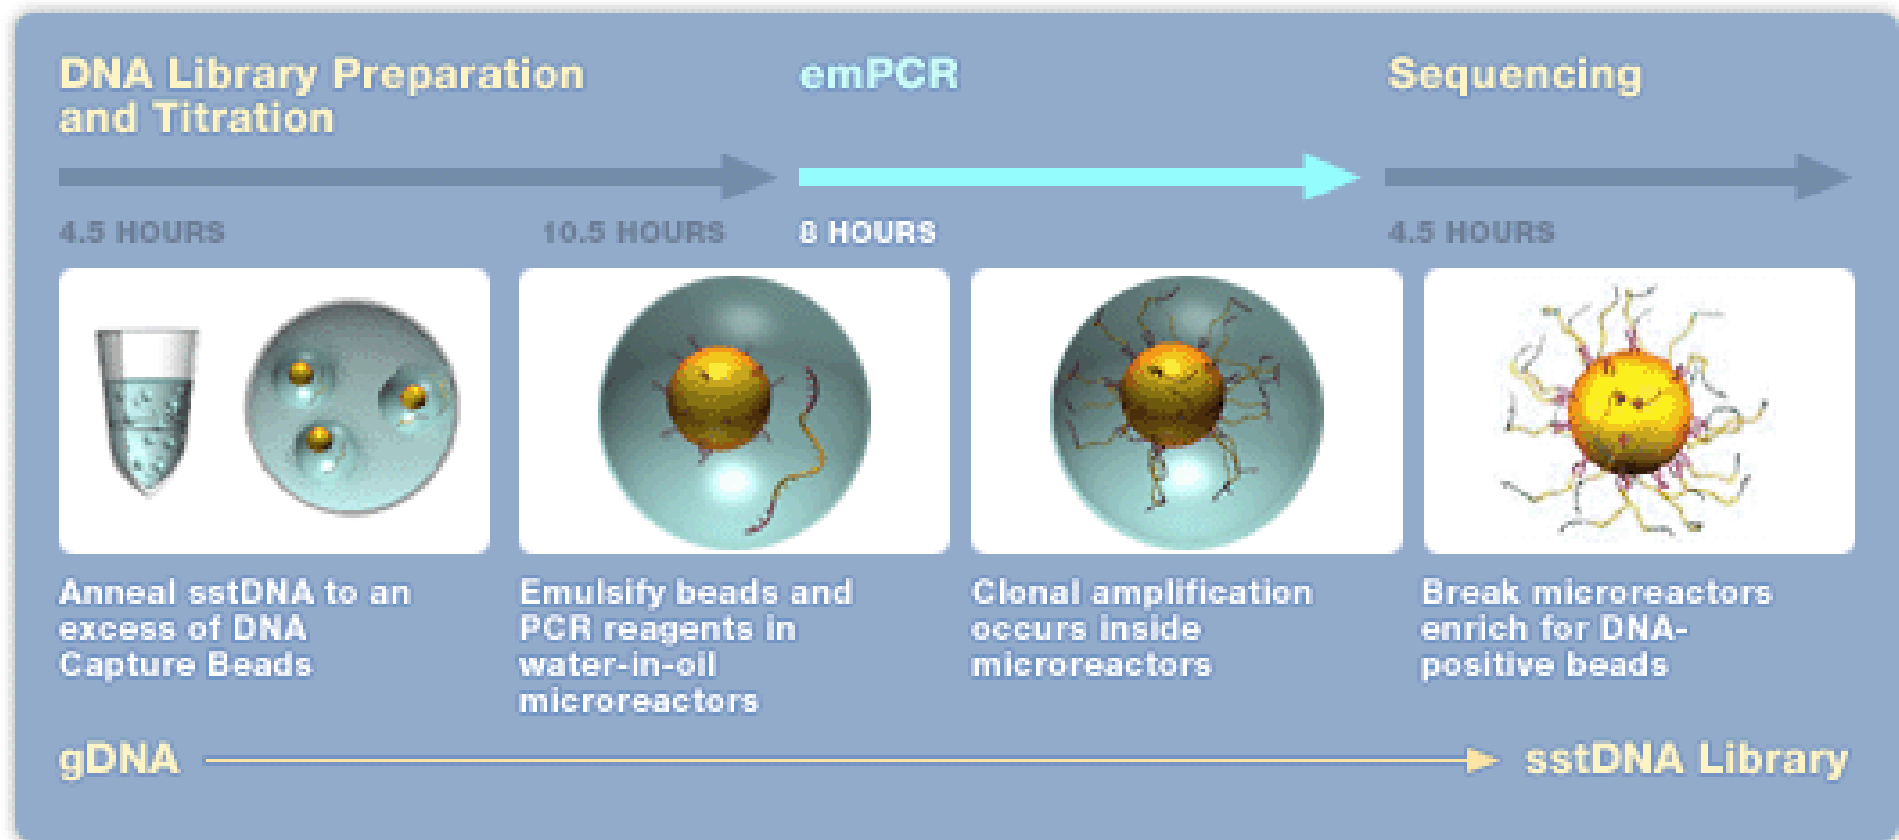 DNA Library Preparation
and Titration
emPCR
Sequencing
4.5 HOURS
10.5 HOURS
8 HOURS
4.5 HOURS
Anneal sstDNA to an
excess of DNA
Capture Beads
Emulsify beads and
PCR reagents in
water-in-oil
microreactors
Clonal amplification
occurs inside
microreactors
Break microreactors
enrich for DNA-
positive beads
gDNA
sstDNA Library